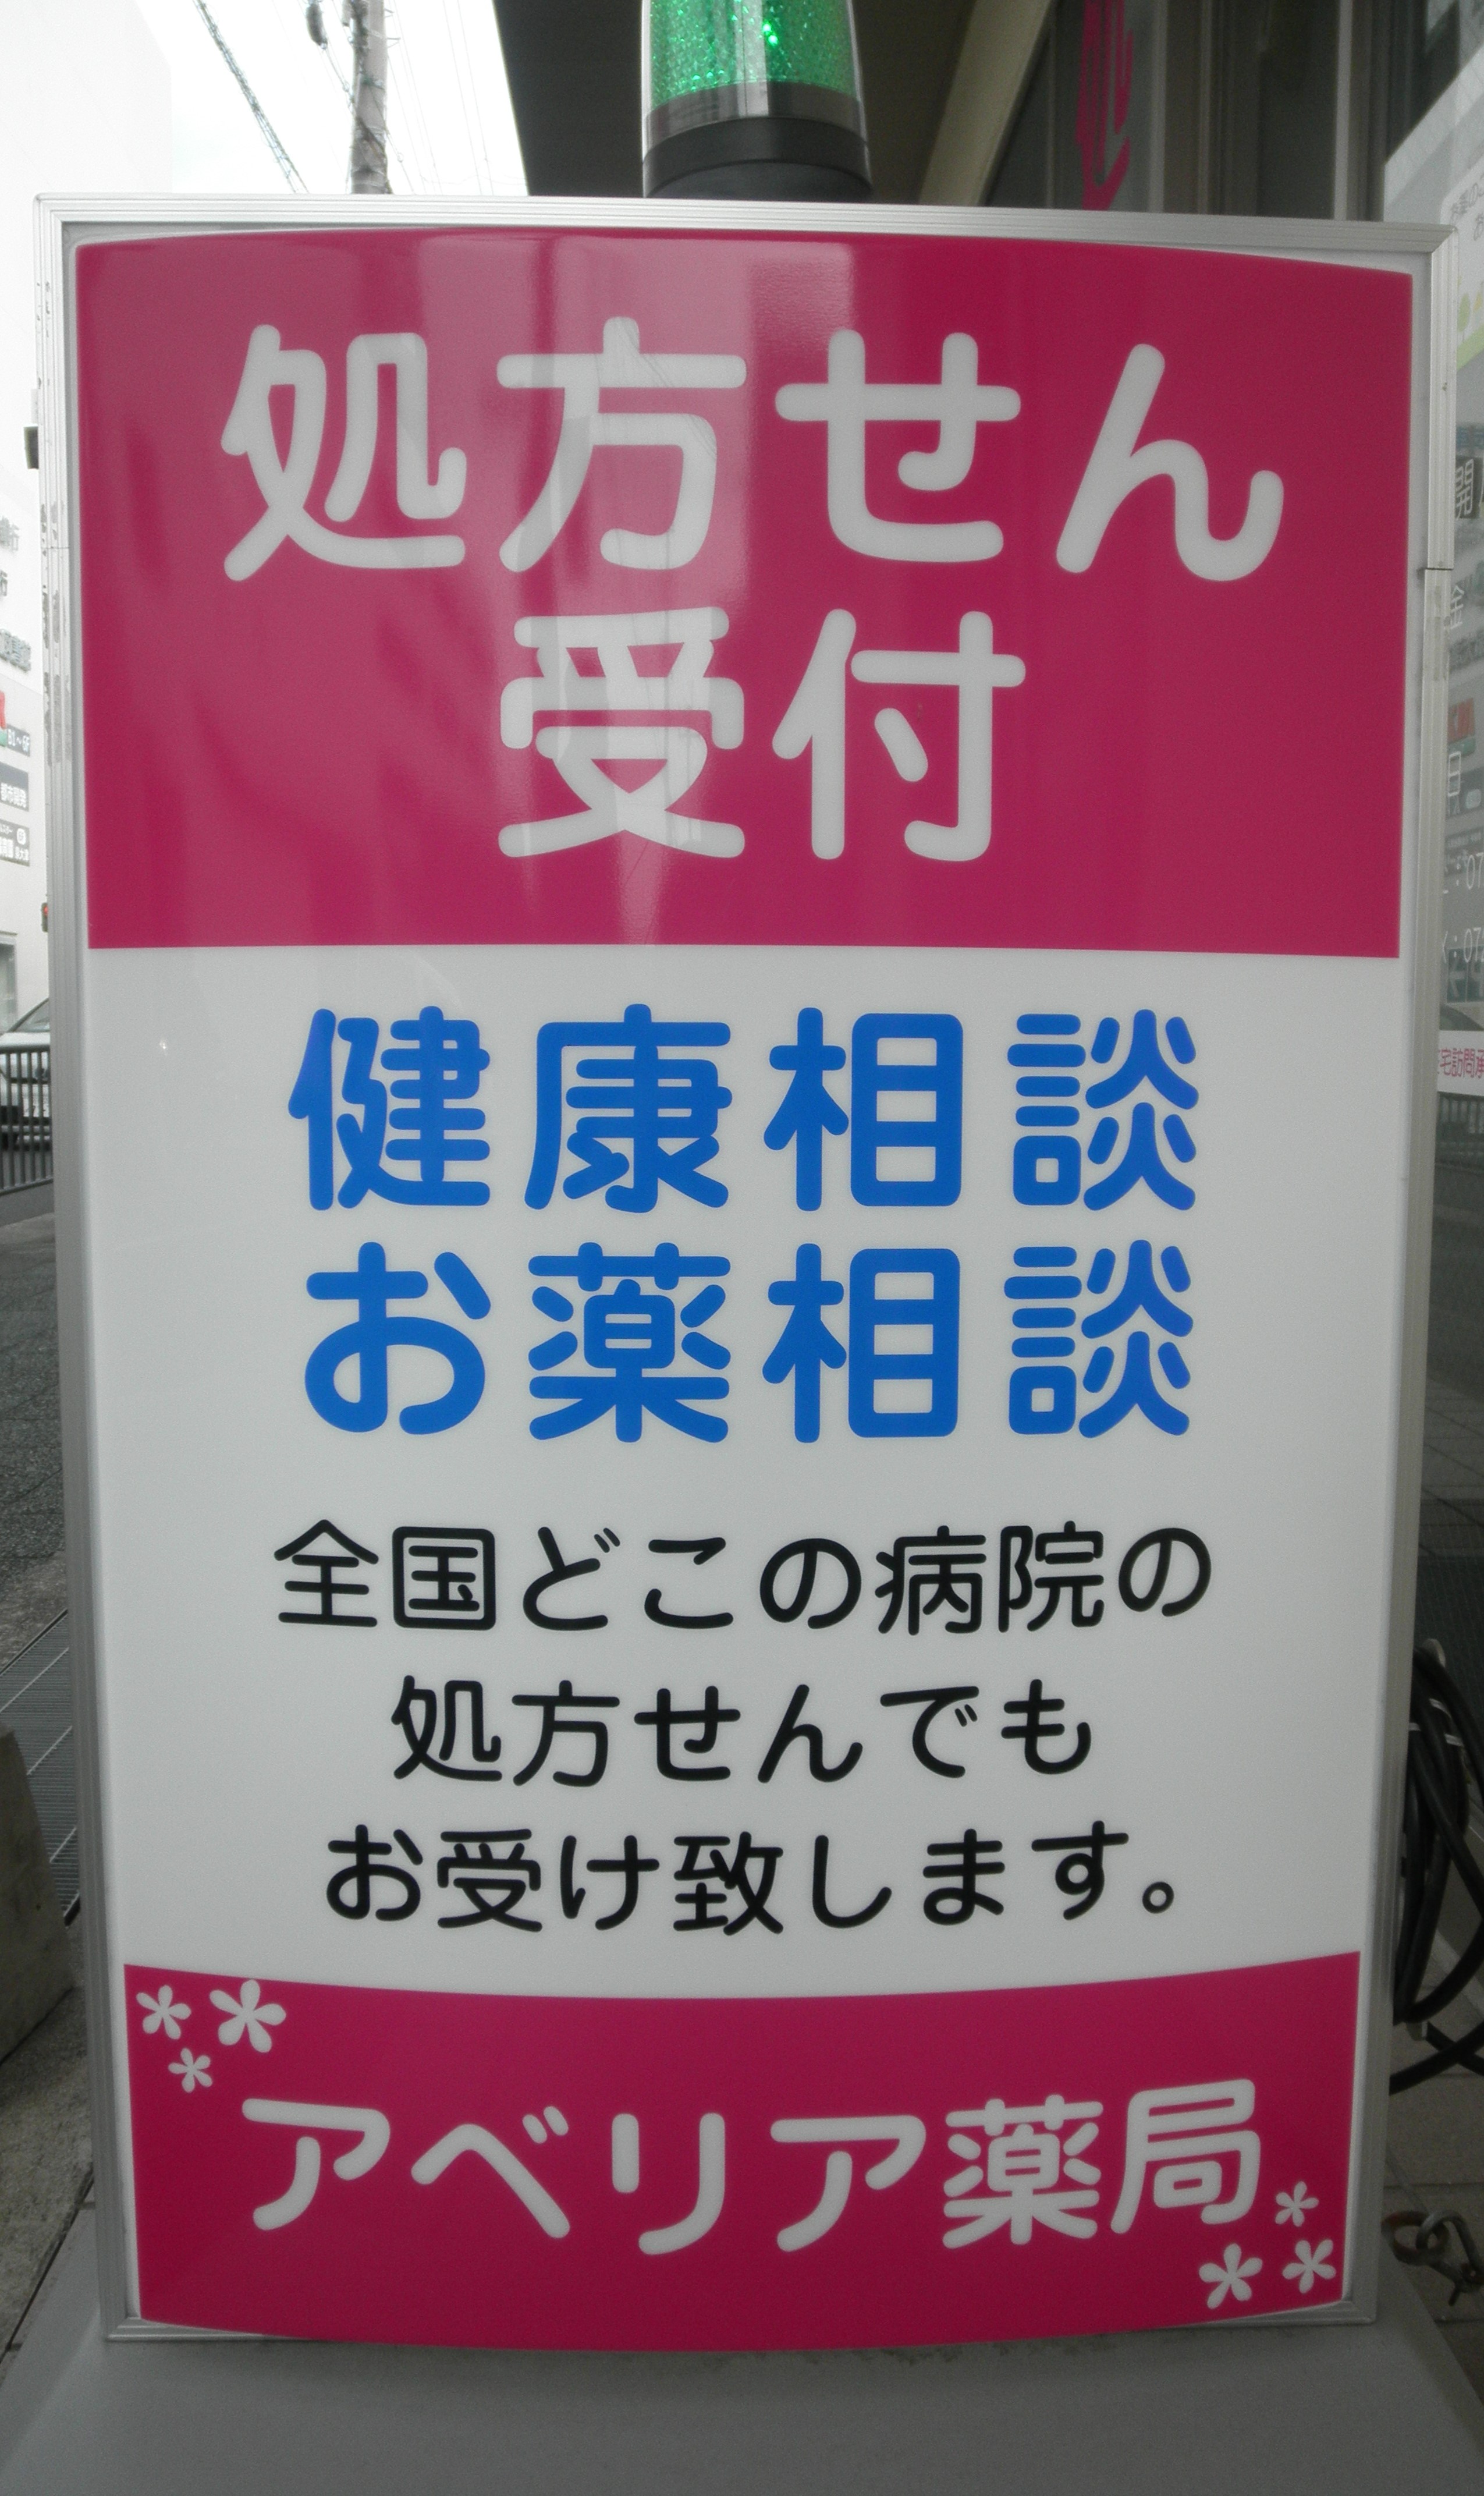 処方せん
受付
健康相談
お薬相談
全国どこの病院の
処方せんでも
お受け致します。
アベリア薬局